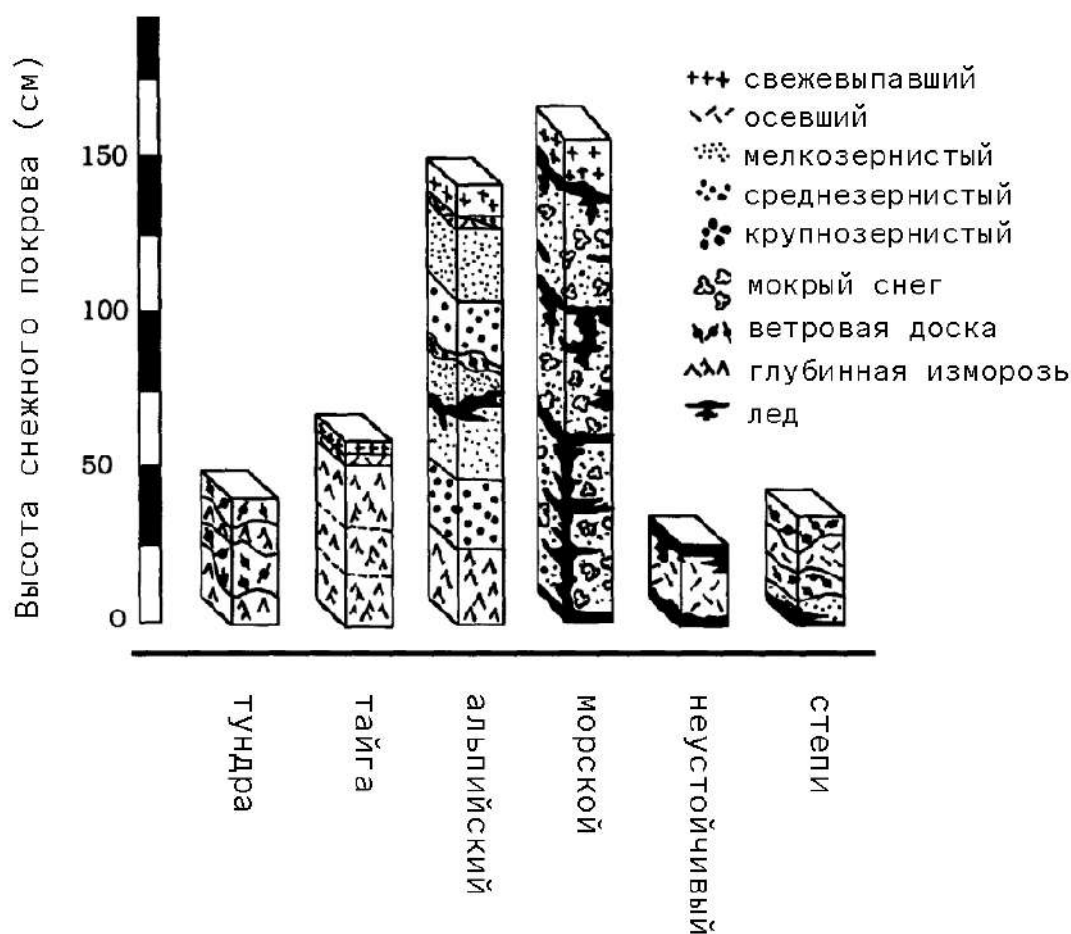 Высота снежного покрова (см)
150
100
50
0
свежевыпавший
осевший
мелкозернистый
среднезернистый
крупнозернистый
мокрый снег
ветровая доска
глубинная изморозь
лед
тундра
тайга
альпийский
морской
неустойчивый
степи